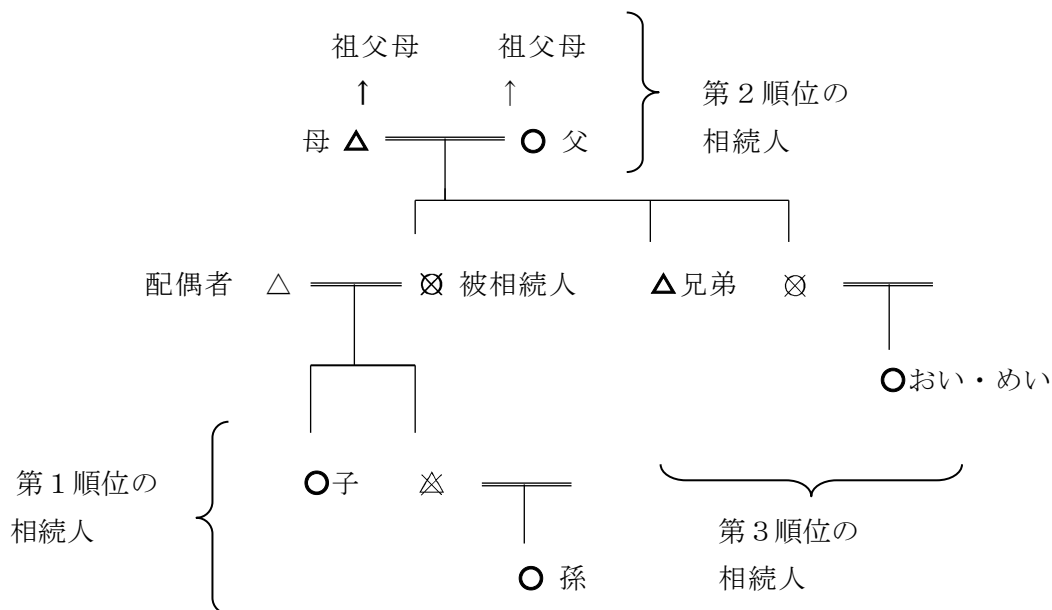 祖父母 祖父母
↑ ↑
第2順位の
相続人
母 △ ○ 父
配偶者 △ 被相続人 △兄弟
○おい・めい
第1順位の
相続人
○子
第3順位の
相続人
○ 孫